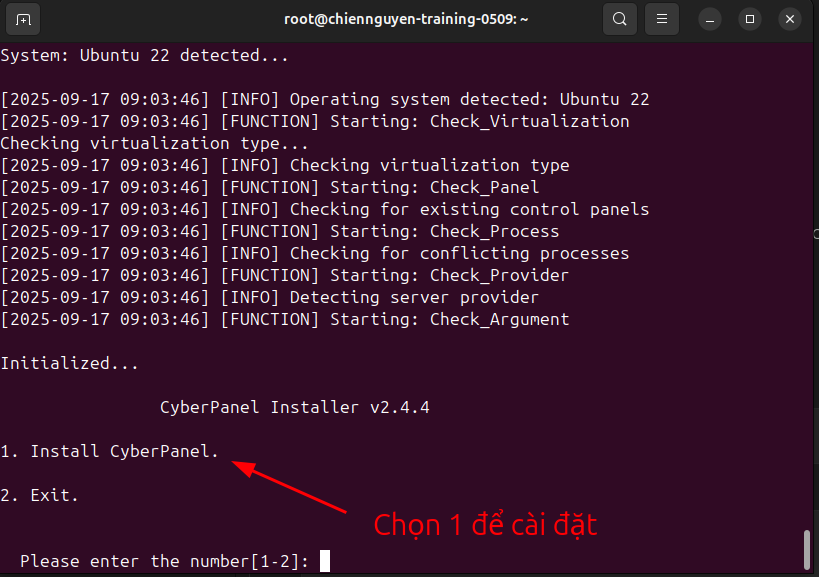 root@chiennguyen-training-0509: ~
System: Ubuntu 22 detected...
[2025-09-17 09:03:46] [INFO] Operating system detected: Ubuntu 22
[2025-09-17 09:03:46] [FUNCTION] Starting: Check_Virtualization
Checking virtualization type...
[2025-09-17 09:03:46] [INFO] Checking virtualization type
[2025-09-17 09:03:46] [FUNCTION] Starting: Check_Panel
[2025-09-17 09:03:46] [INFO] Checking for existing control panels
[2025-09-17 09:03:46] [FUNCTION] Starting: Check_Process
[2025-09-17 09:03:46] [INFO] Checking for conflicting processes
[2025-09-17 09:03:46] [FUNCTION] Starting: Check_Provider
[2025-09-17 09:03:46] [INFO] Detecting server provider
[2025-09-17 09:03:46] [FUNCTION] Starting: Check_Argument
Initialized...
CyberPanel Installer v2.4.4
1. Install CyberPanel.
2. Exit.
Chọn 1 để cài đặt
Please enter the number[1-2]: